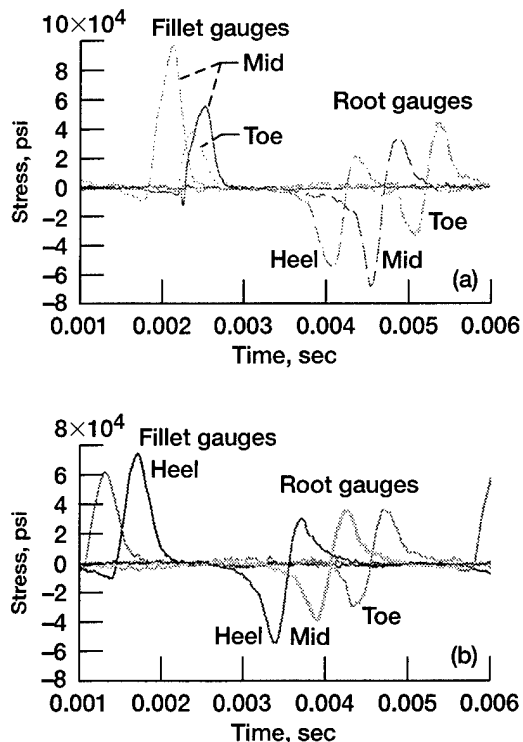 10×10⁴
Fillet gauges
Mid
8
6
Root gauges
4
Toe
2
0
−2
Toe
−4
Heel
Mid
−6
(a)
−8
Stress, psi
0.001 0.002 0.003 0.004 0.005 0.006
Time, sec
8×10⁴
Fillet gauges
Heel
6
Root gauges
4
2
0
−2
−4
Toe
Heel Mid
−6
(b)
−8
Stress, psi
0.001 0.002 0.003 0.004 0.005 0.006
Time, sec